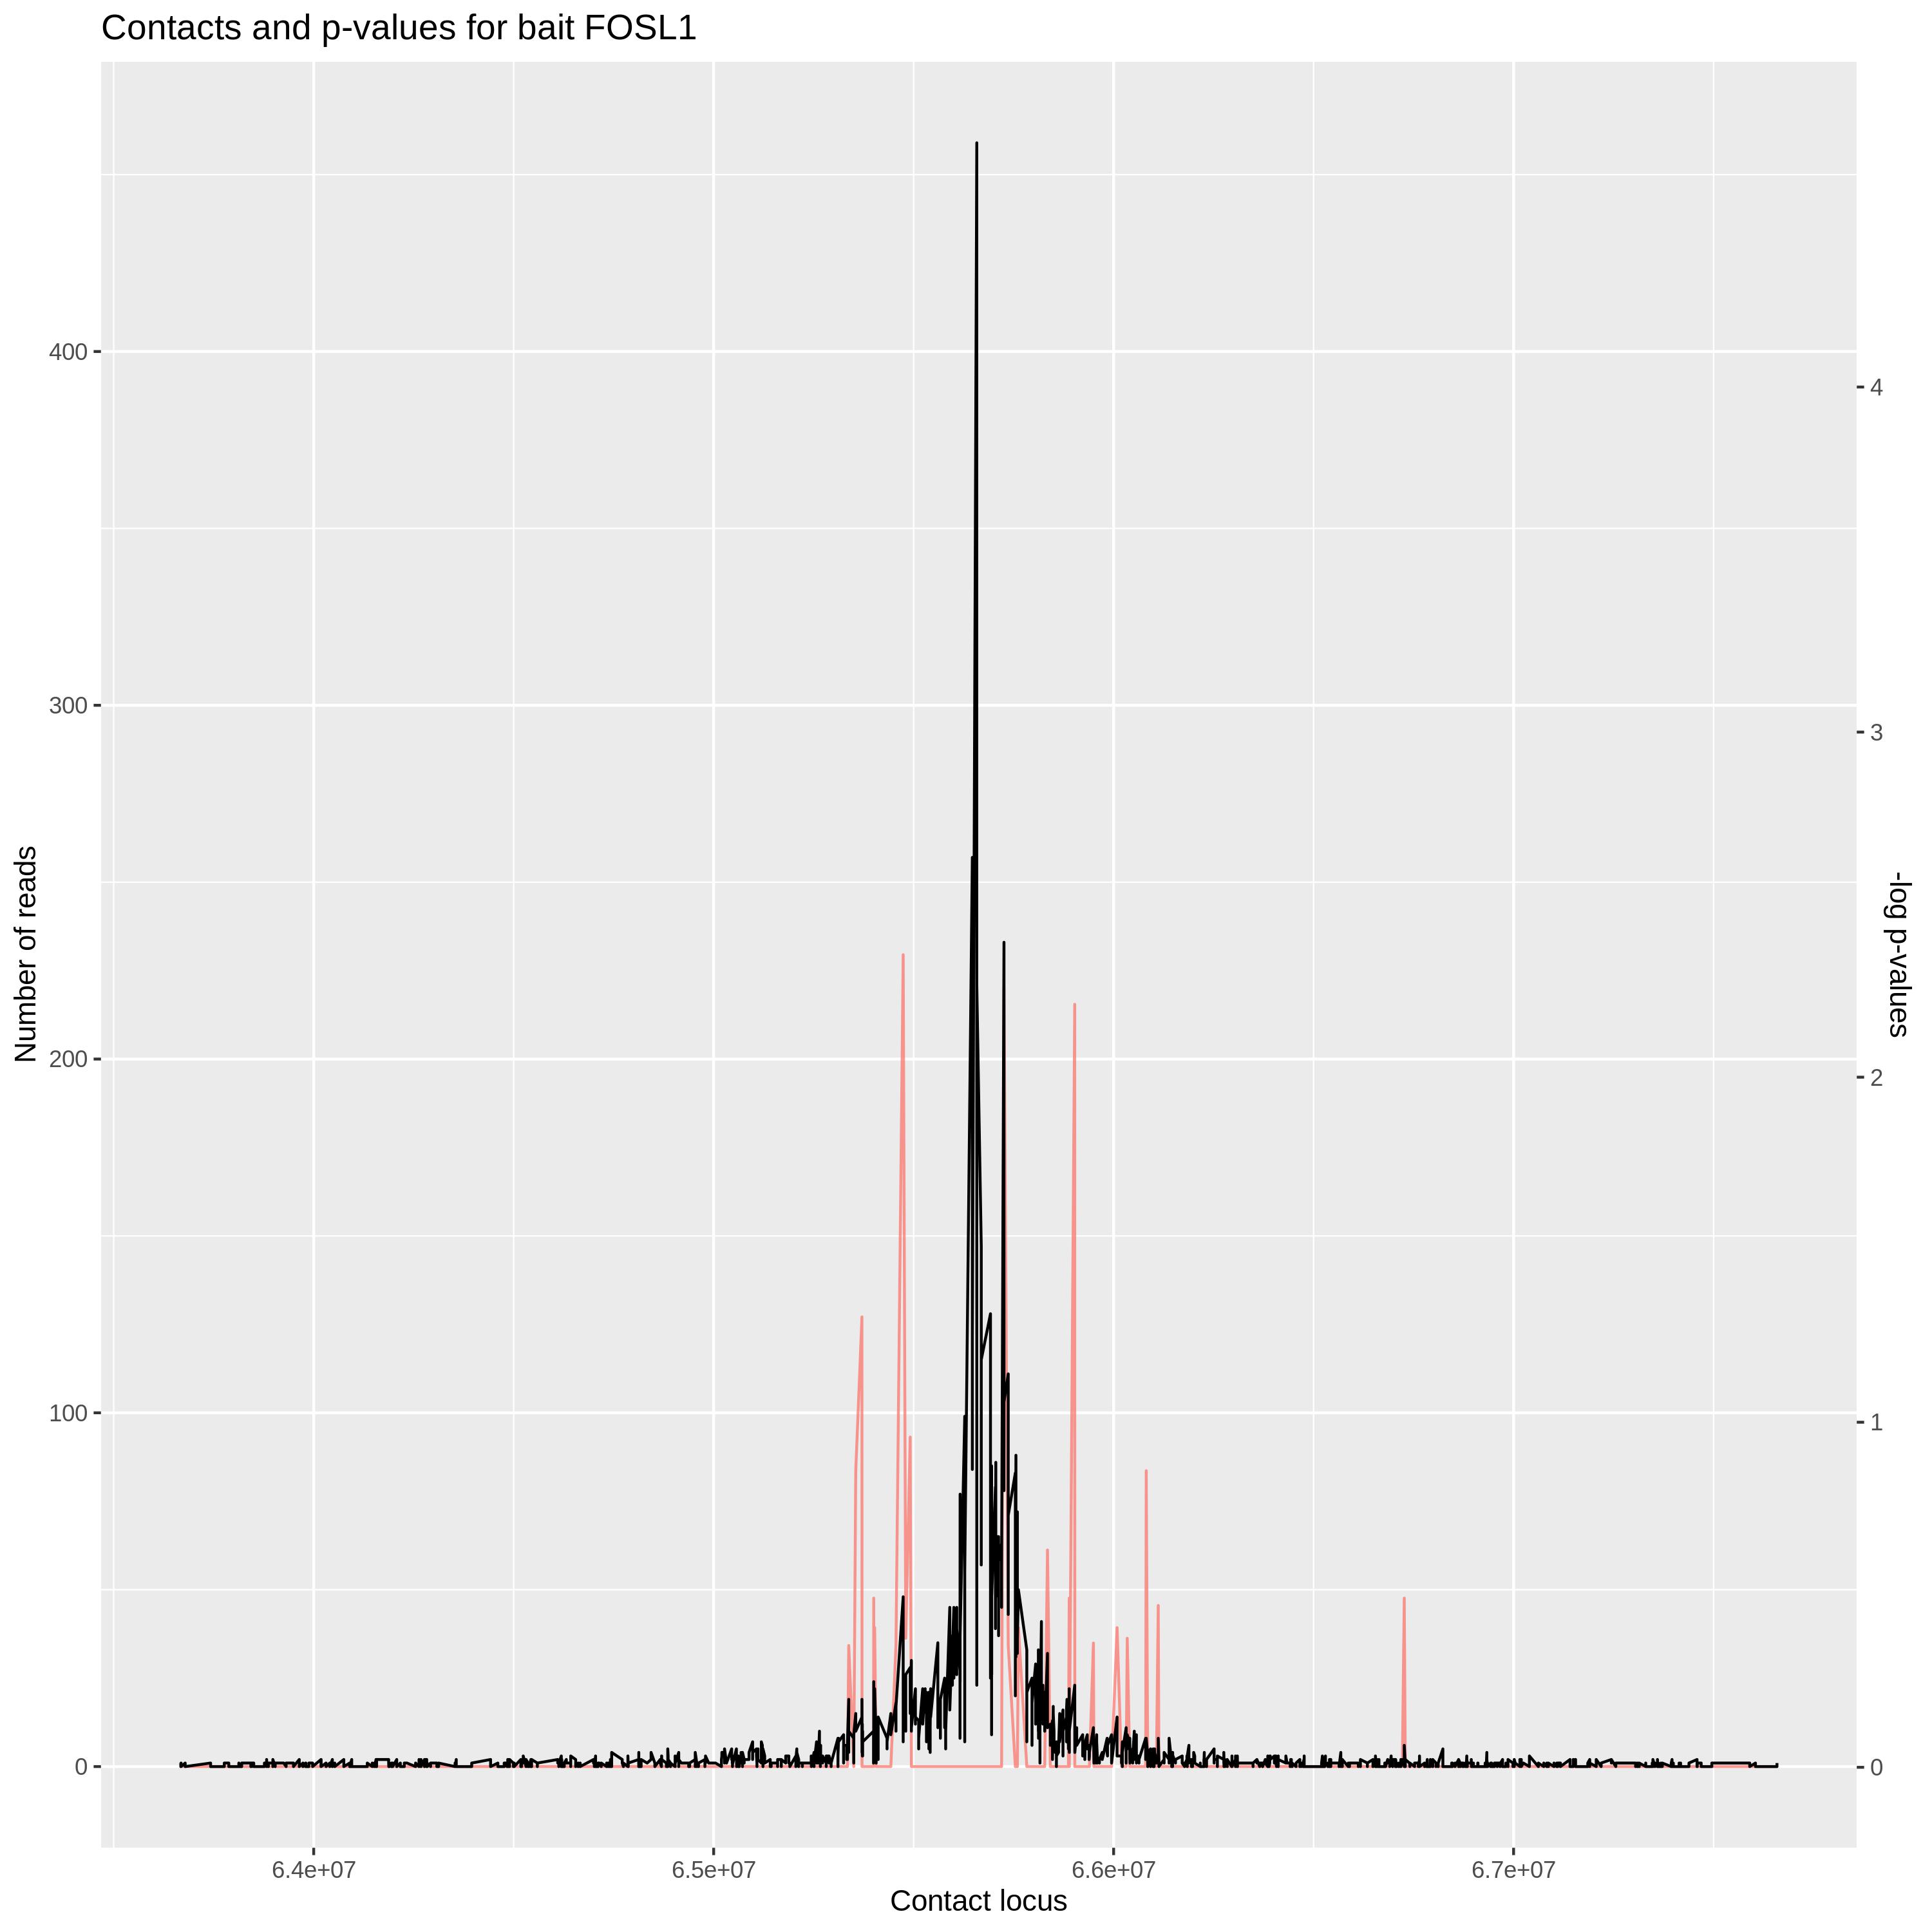 Contacts and p-values for bait FOSL1
400
300
200
100
0
Number of reads
4
3
2
1
0
-log p-values
6.4e+07
6.5e+07
6.6e+07
6.7e+07
Contact locus